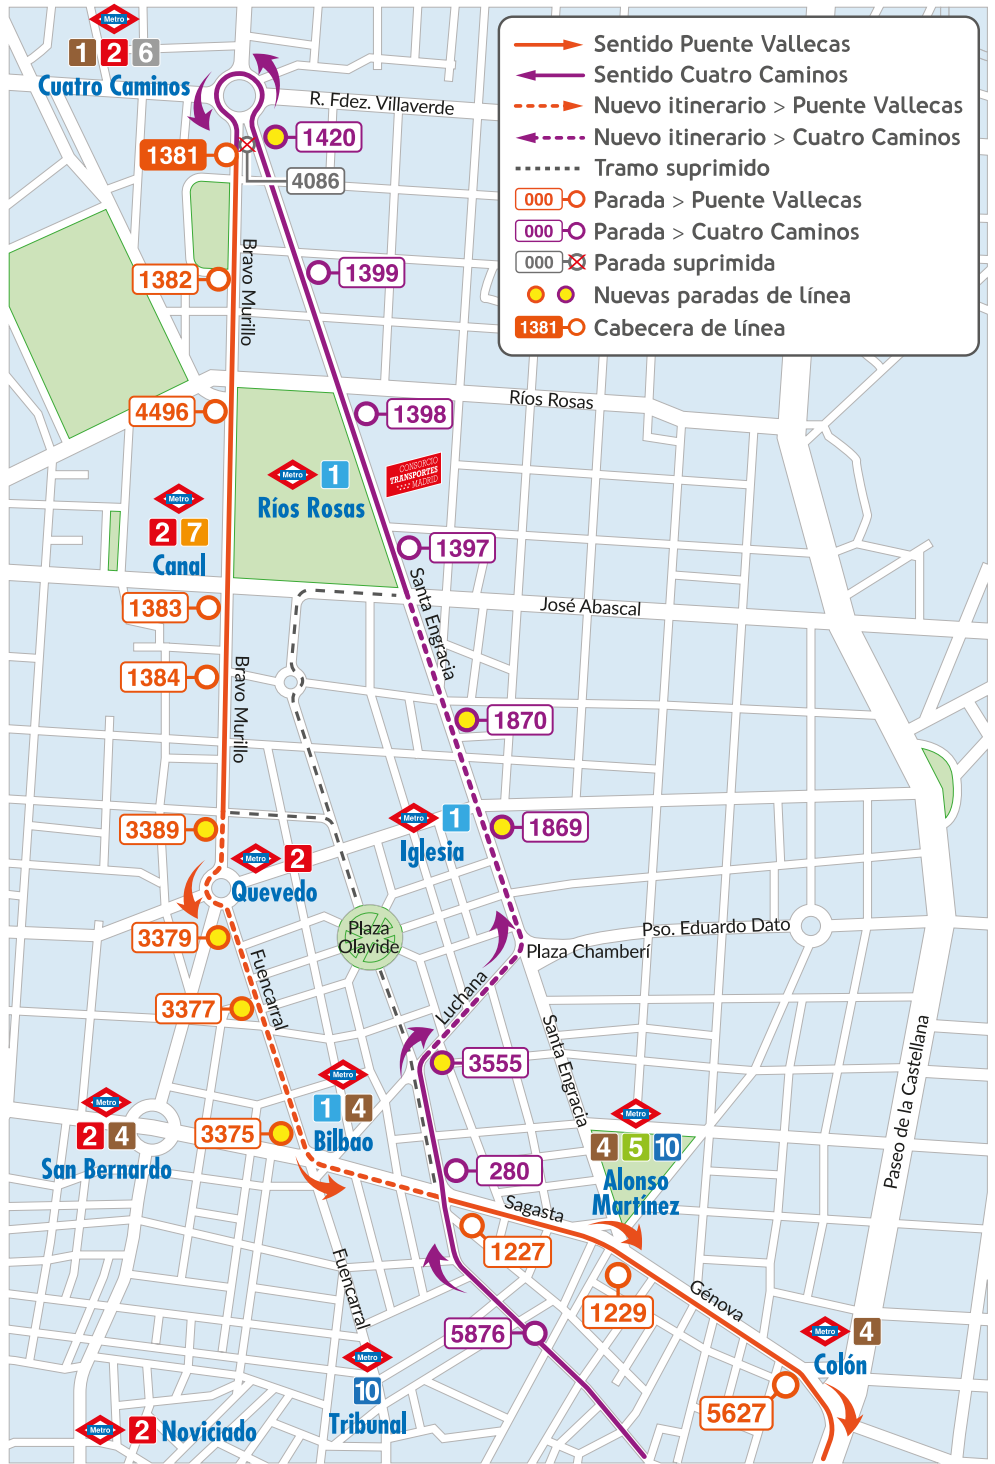 Metro
1 2 6
Cuatro Caminos
R. Fdez. Villaverde
1420
1381
4086
Sentido Puente Vallecas
Sentido Cuatro Caminos
Nuevo itinerario > Puente Vallecas
Nuevo itinerario > Cuatro Caminos
Tramo suprimido
000 Parada > Puente Vallecas
000 Parada > Cuatro Caminos
000 Parada suprimida
Nuevas paradas de línea
1381 Cabecera de línea
Bravo Murillo
1382
1399
Ríos Rosas
4496
1398
Metro 1
Ríos Rosas
CONSORCIO
TRANSPORTES
MADRID
Metro
2 7
Canal
1397
Santa Engracia
José Abascal
1383
1384
Bravo Murillo
1870
3389
Metro 1
Iglesia
1869
Metro 2
Quevedo
3379
Plaza
Olavide
Pso. Eduardo Dato
Plaza Chamberí
Fuencarral
Luchana
3377
Santa Engracia
Paseo de la Castellana
3555
Metro
1 4
Bilbao
Metro
2 4
San Bernardo
3375
Metro
4 5 10
Alonso
Martínez
280
Sagasta
1227
1229
Génova
Fuencarral
5876
Metro 4
Colón
Metro
10
Tribunal
5627
Metro 2 Noviciado